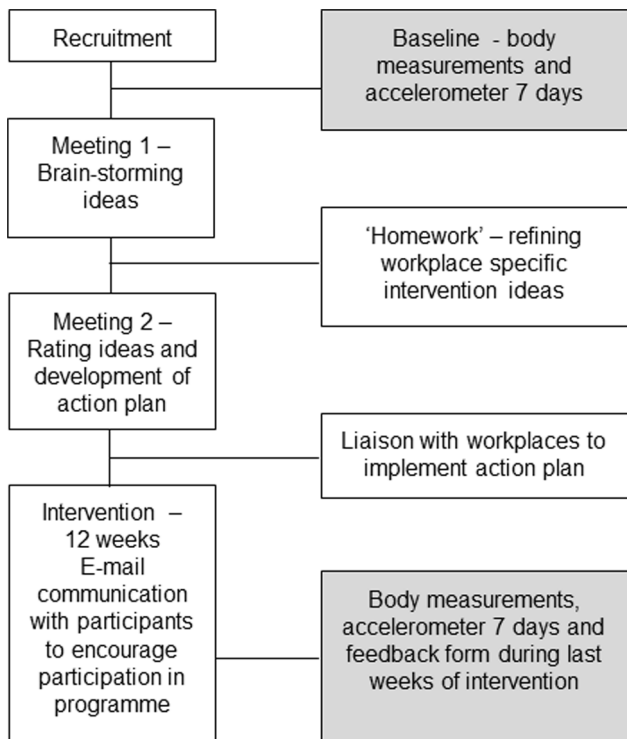 Recruitment
Baseline - body
measurements and
accelerometer 7 days
Meeting 1 –
Brain-storming
ideas
‘Homework’ – refining
workplace specific
intervention ideas
Meeting 2 –
Rating ideas and
development of
action plan
Liaison with workplaces to
implement action plan
Intervention –
12 weeks
E-mail
communication
with participants
to encourage
participation in
programme
Body measurements,
accelerometer 7 days and
feedback form during last
weeks of intervention